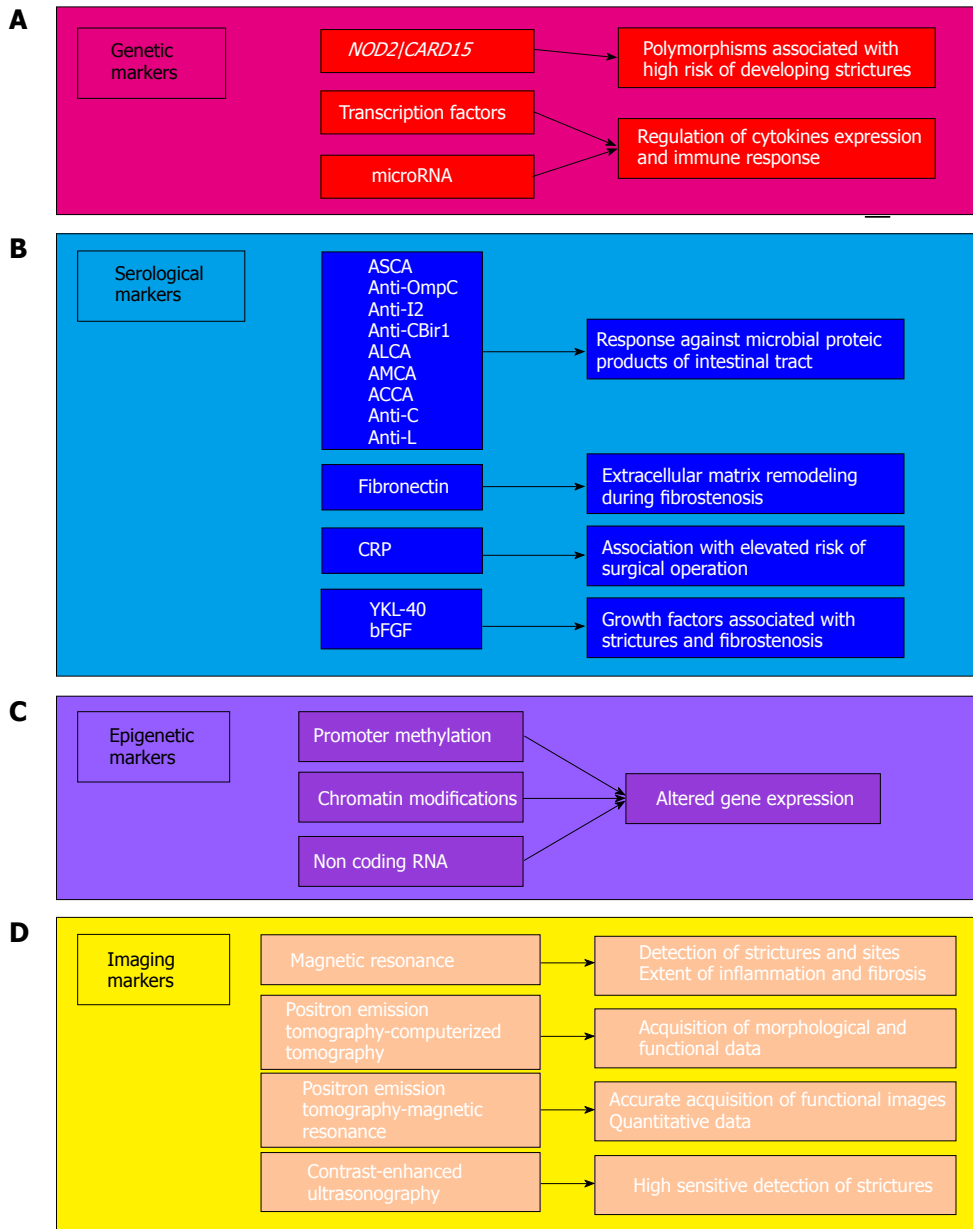 A
Genetic
markers
NOD2/CARD15
Polymorphisms associated with
high risk of developing strictures
Transcription factors
microRNA
Regulation of cytokines expression
and immune response
B
Serological
markers
ASCA
Anti-OmpC
Anti-I2
Anti-CBir1
ALCA
AMCA
ACCA
Anti-C
Anti-L
Response against microbial proteic
products of intestinal tract
Fibronectin
Extracellular matrix remodeling
during fibrostenosis
CRP
Association with elevated risk of
surgical operation
YKL-40
bFGF
Growth factors associated with
strictures and fibrostenosis
C
Epigenetic
markers
Promoter methylation
Chromatin modifications
Non coding RNA
Altered gene expression
D
Imaging
markers
Magnetic resonance
Detection of strictures and sites
Extent of inflammation and fibrosis
Positron emission
tomography-computerized
tomography
Acquisition of morphological and
functional data
Positron emission
tomography-magnetic
resonance
Accurate acquisition of functional images
Quantitative data
Contrast-enhanced
ultrasonography
High sensitive detection of strictures